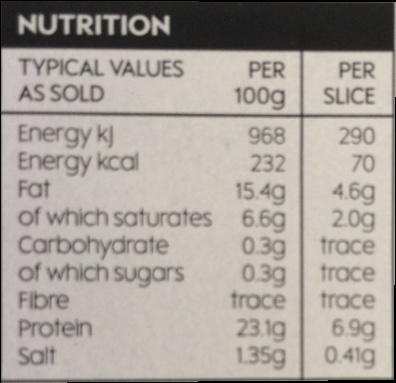 NUTRITION
TYPICAL VALUES PER PER
AS SOLD 100g SLICE
Energy kJ 968 290
Energy kcal 232 70
Fat 15.4g 4.6g
of which saturates 6.6g 2.0g
Carbohydrate 0.3g trace
of which sugars 0.3g trace
Fibre trace trace
Protein 23.1g 6.9g
Salt 1.35g 0.41g